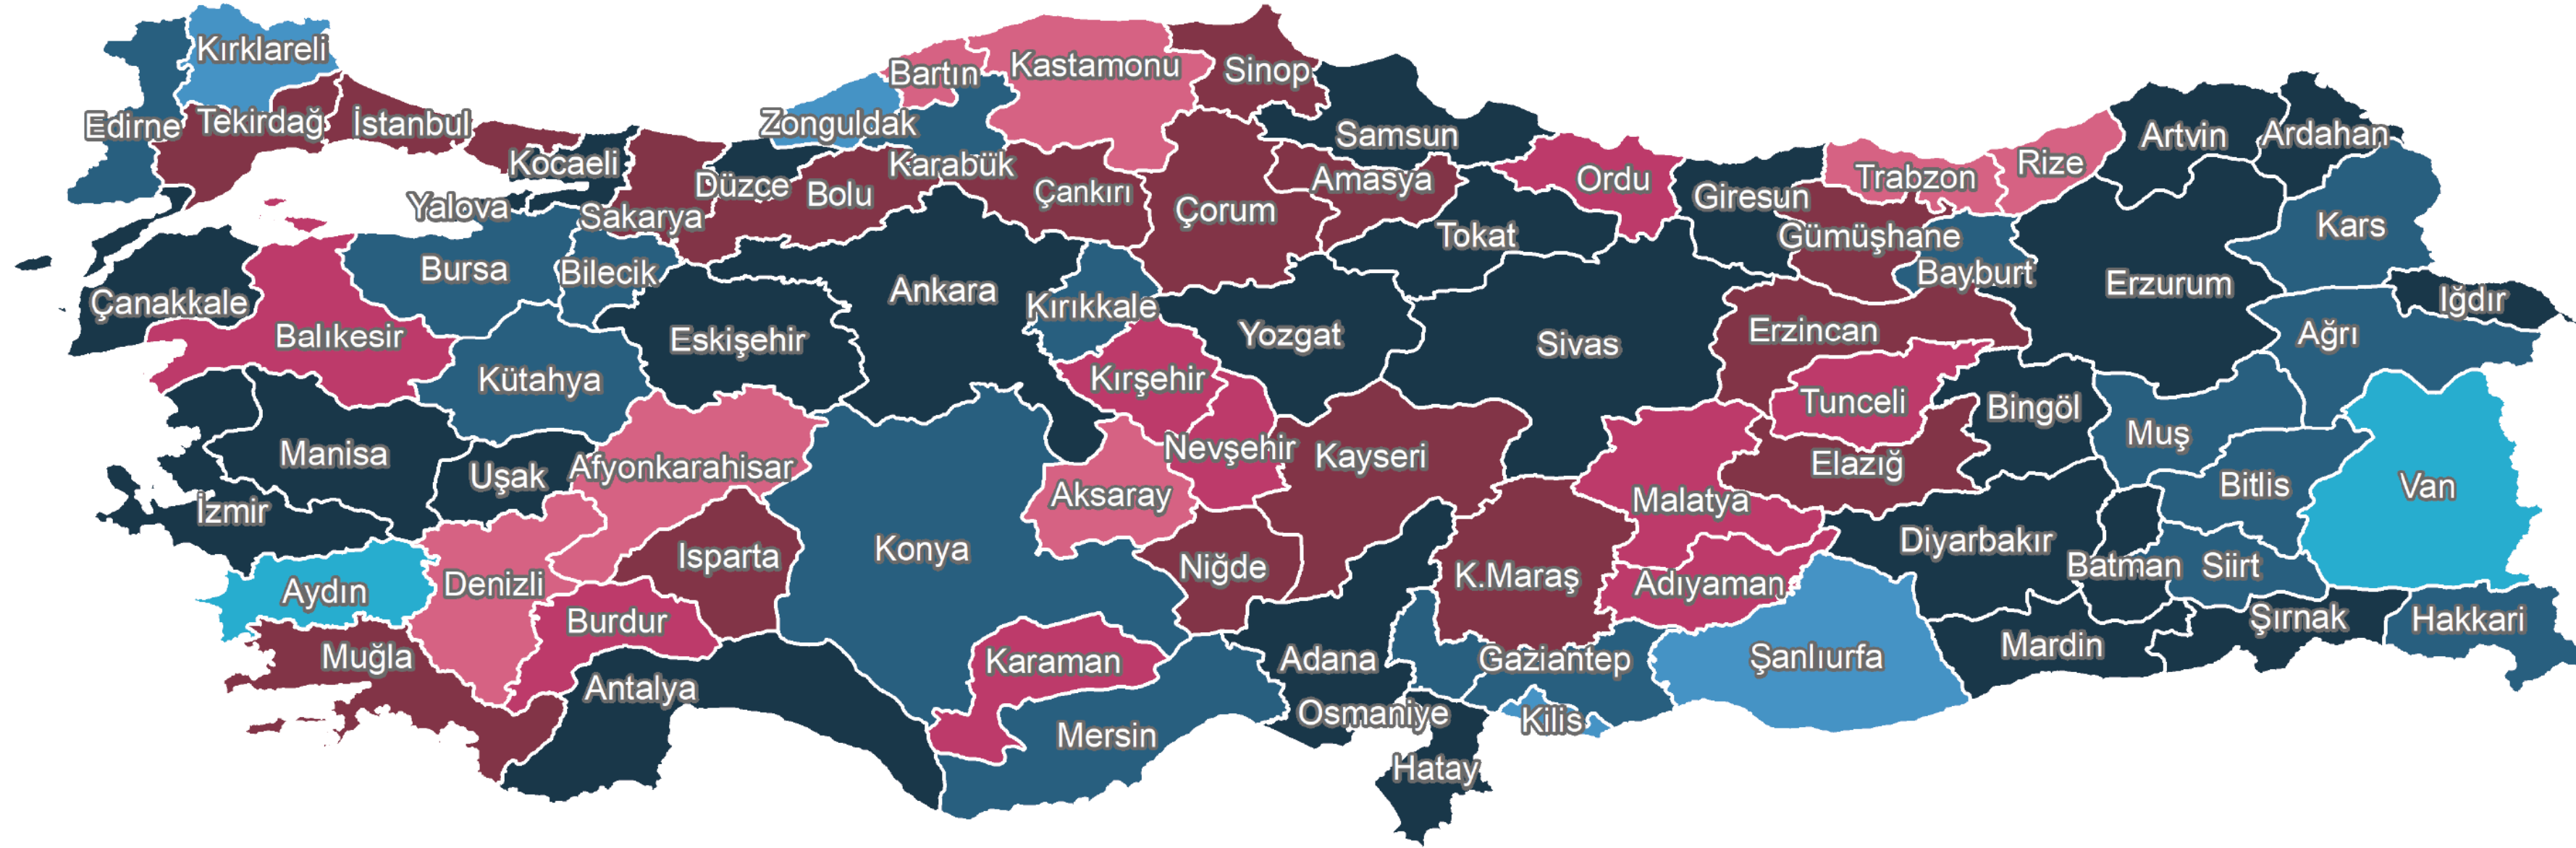 Kırklareli
Edirne
Tekirdağ
İstanbul
Kocaeli
Yalova
Sakarya
Düzce
Bolu
Zonguldak
Bartın
Karabük
Kastamonu
Sinop
Çankırı
Çorum
Samsun
Amasya
Tokat
Ordu
Giresun
Trabzon
Rize
Gümüşhane
Bayburt
Artvin
Ardahan
Kars
Çanakkale
Balıkesir
Bursa
Bilecik
Kütahya
Eskişehir
Ankara
Kırıkkale
Kırşehir
Yozgat
Sivas
Erzincan
Tunceli
Erzurum
Ağrı
Iğdır
Manisa
Uşak
Afyonkarahisar
İzmir
Aksaray
Nevşehir
Kayseri
Malatya
Elazığ
Bingöl
Muş
Bitlis
Van
Aydın
Denizli
Isparta
Burdur
Konya
Niğde
K.Maraş
Adıyaman
Diyarbakır
Batman
Siirt
Şırnak
Hakkari
Muğla
Antalya
Karaman
Mersin
Adana
Osmaniye
Gaziantep
Kilis
Şanlıurfa
Mardin
Hatay